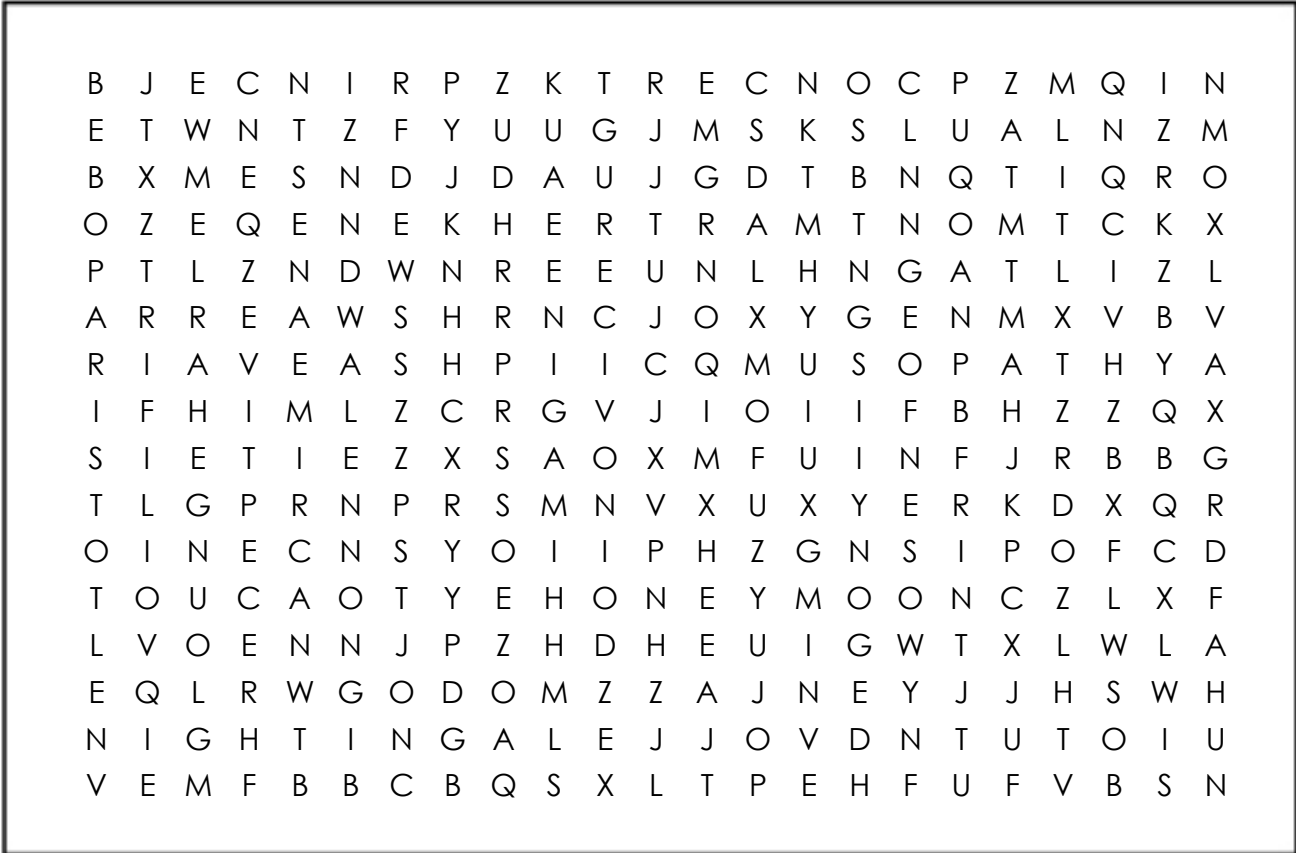 B J E C N I R P Z K T R E C N O C P Z M Q I N
E T W N T Z F Y U U G J M S K S L U A L N Z M
B X M E S N D J D A U J G D T B N Q T I Q R O
O Z E Q E N E K H E R T R A M T N O M T C K X
P T L Z N D W N R E E U N L H N G A T L I Z L
A R R E A W S H R N C J O X Y G E N M X V B V
R I A V E A S H P I I C Q M U S O P A T H Y A
I F H I M L Z C R G V J I O I I F B H Z Z Q X
S I E T I E Z X S A O X M F U I N F J R B B G
T L G P R N P R S M N V X U X Y E R K D X Q R
O I N E C N S Y O I I P H Z G N S I P O F C D
T O U C A O T Y E H O N E Y M O O N C Z L X F
L V O E N N J P Z H D H E U I G W T X L W L A
E Q L R W G O D O M Z Z A J N E Y J J H S W H
N I G H T I N G A L E J J O V D N T U T O I U
V E M F B B C B Q S X L T P E H F U F V B S N